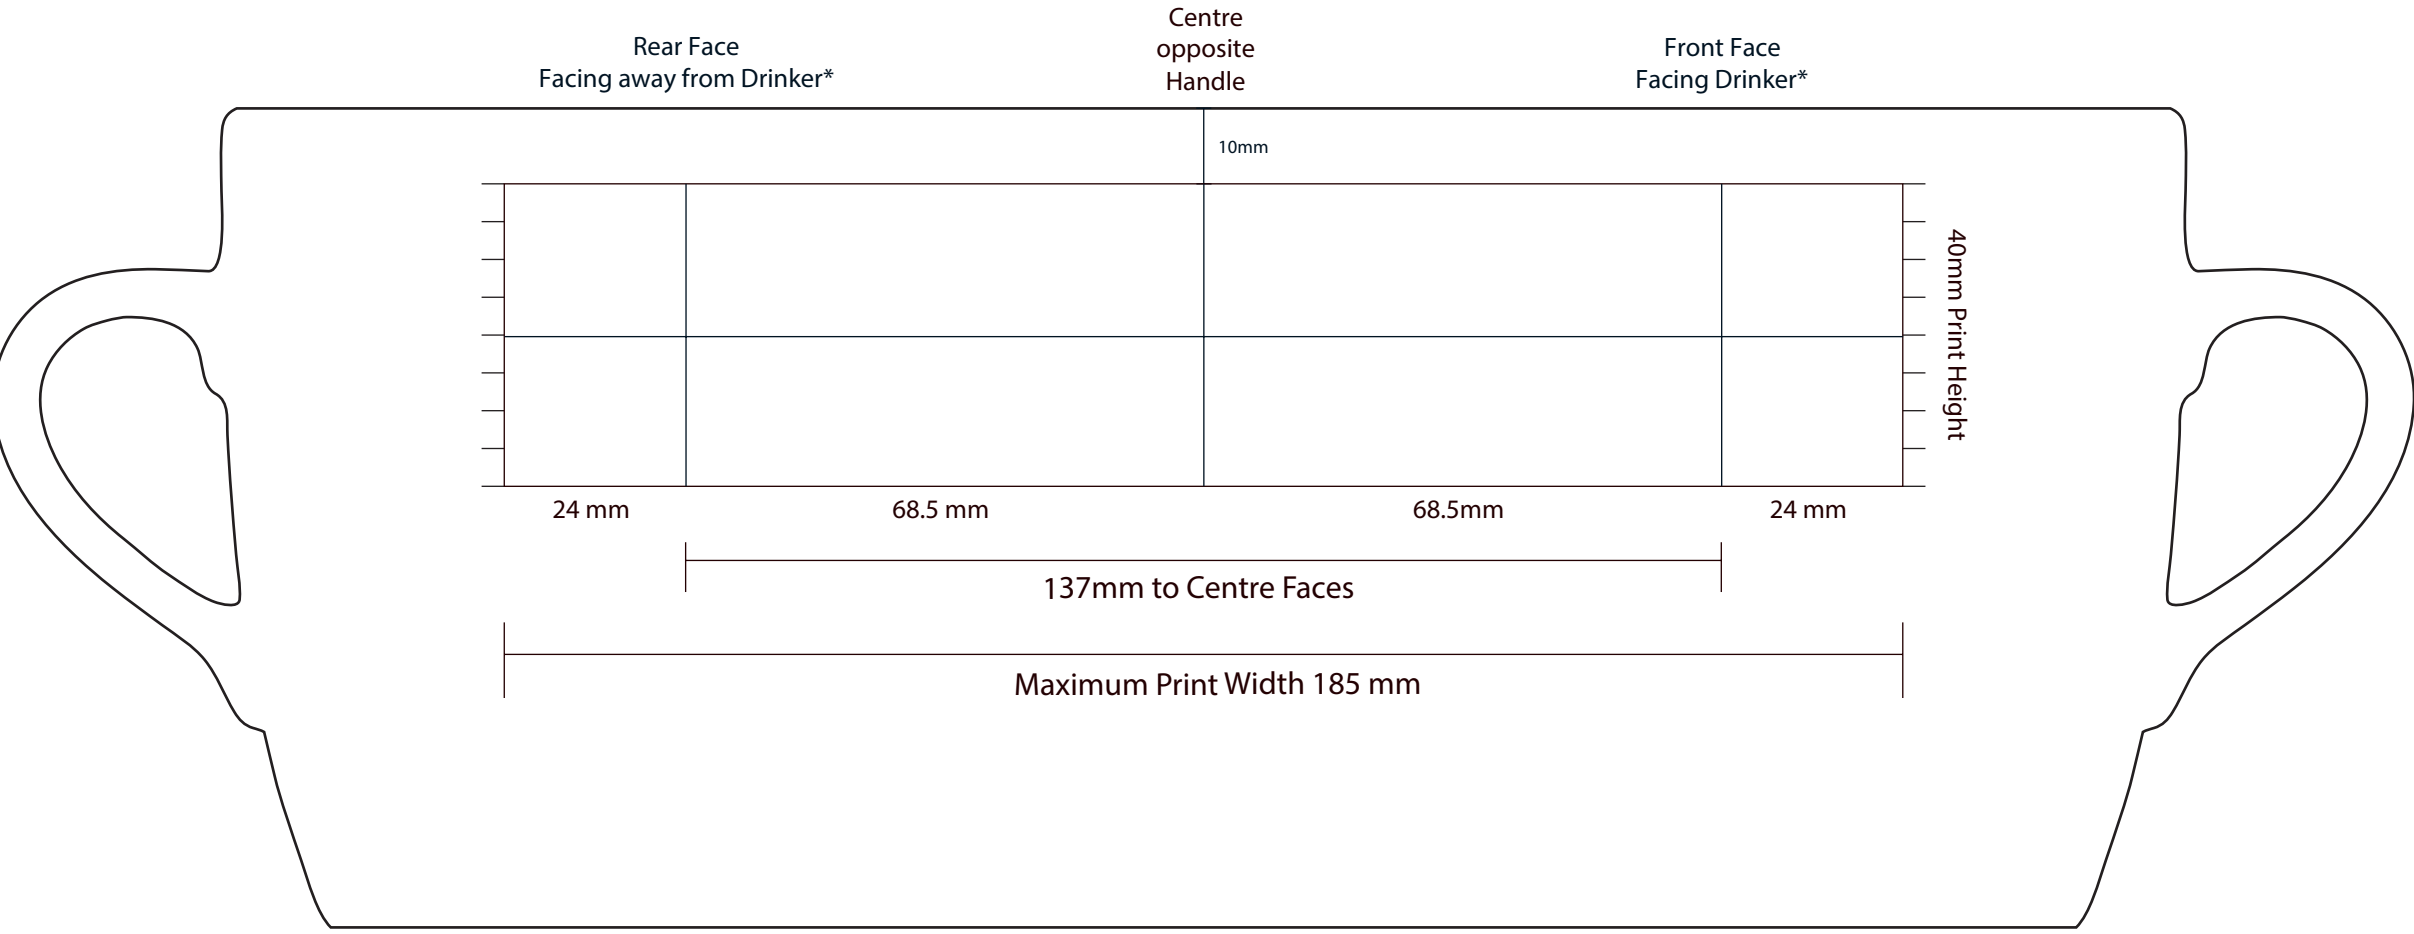 Centre
opposite
Handle
Rear Face
Facing away from Drinker*
Front Face
Facing Drinker*
10mm
40mm Print Height
24 mm
68.5 mm
68.5mm
24 mm
137mm to Centre Faces
Maximum Print Width 185 mm